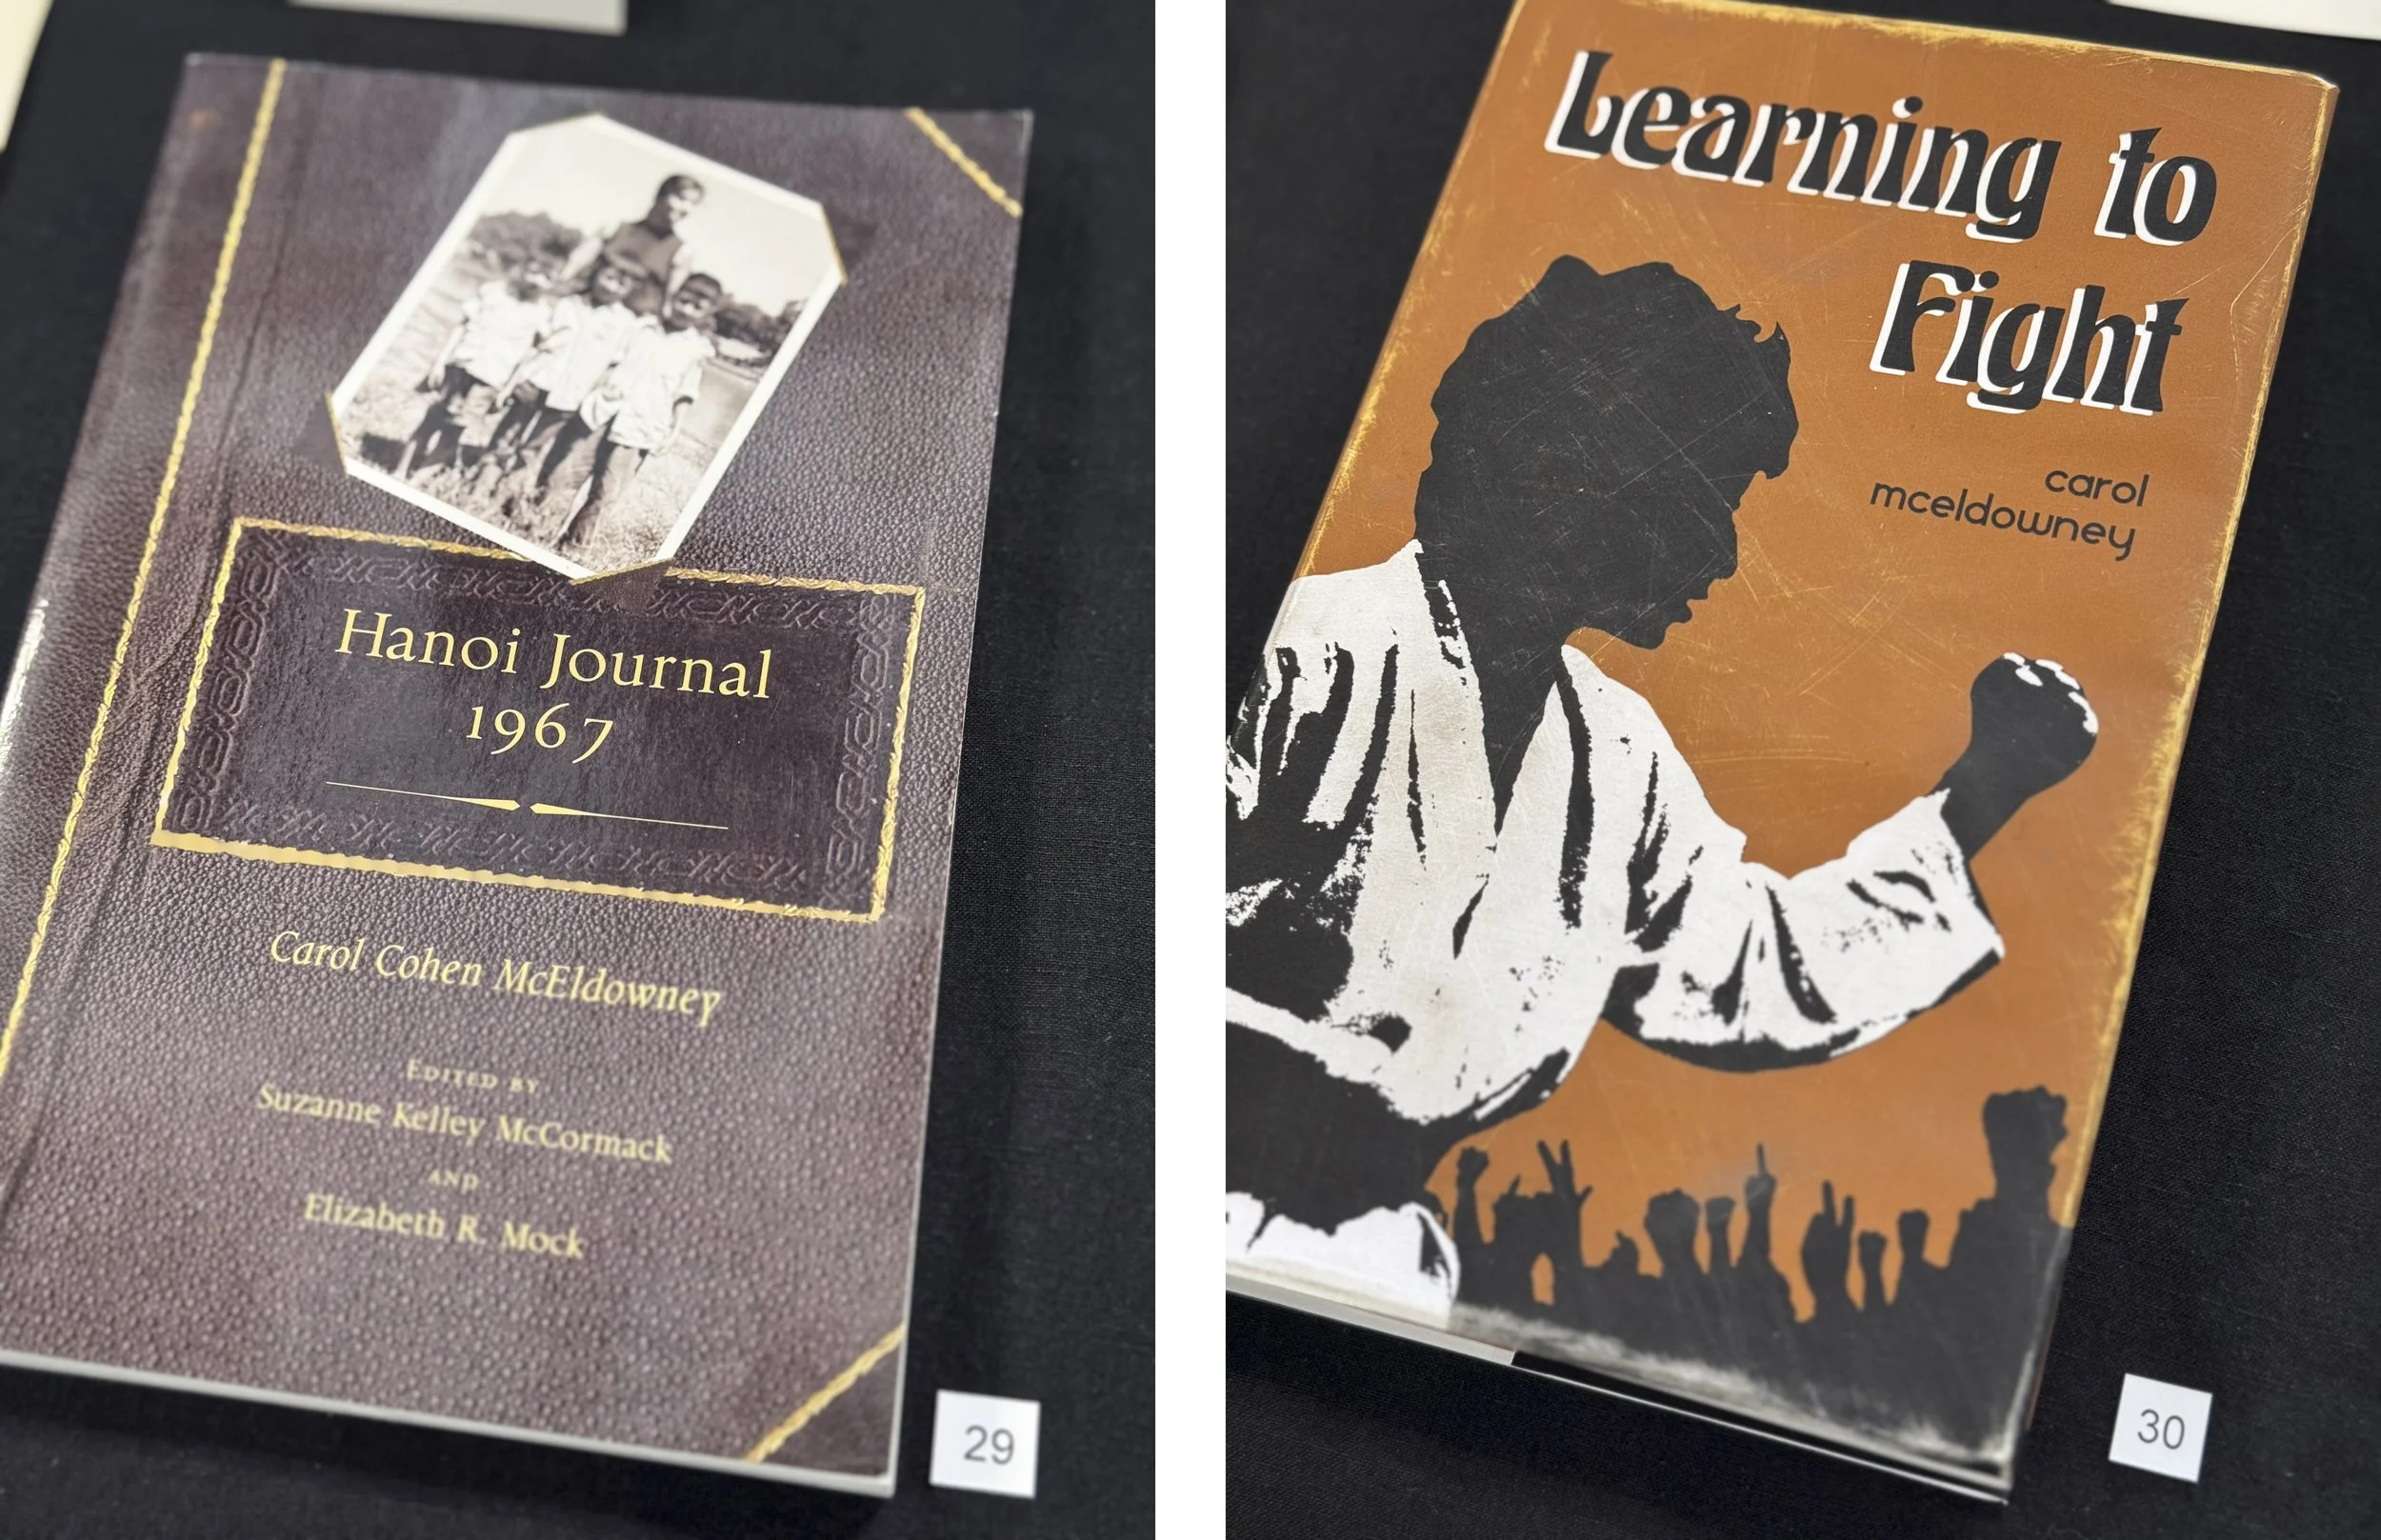 Hanoi Journal
1967
Carol Cohen McEldowney
EDITED BY
Suzanne Kelley McCormack
AND
Elizabeth R. Mock
29
Learning to
Fight
carol
mceldowney
30